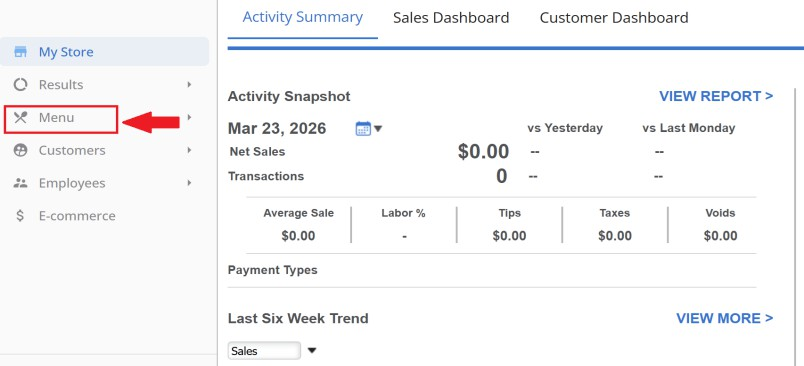 Activity Summary Sales Dashboard Customer Dashboard
My Store
Results
Menu
Customers
Employees
$ E-commerce
Activity Snapshot VIEW REPORT >
Mar 23, 2026 vs Yesterday vs Last Monday
Net Sales $0.00 -- --
Transactions 0 -- --
Average Sale Labor % Tips Taxes Voids
$0.00 - $0.00 $0.00 $0.00
Payment Types
Last Six Week Trend VIEW MORE >
Sales